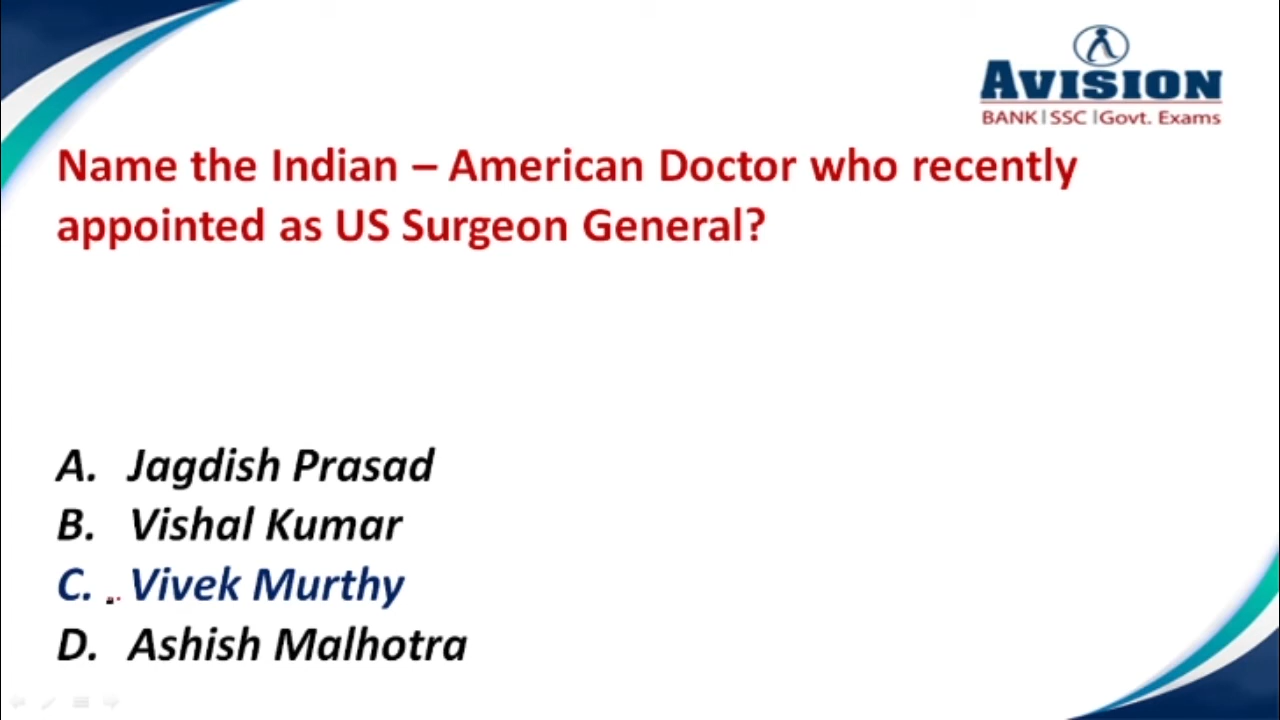 AVISION
BANK|SSC |Govt. Exams
Name the Indian – American Doctor who recently
appointed as US Surgeon General?
A. Jagdish Prasad
B. Vishal Kumar
C. Vivek Murthy
D. Ashish Malhotra